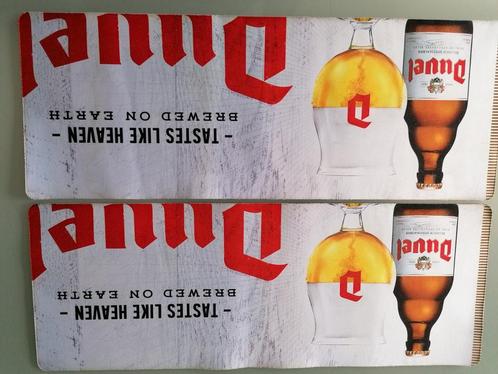 Duvel
BREWED ON EARTH
- TASTES LIKE HEAVEN -
D
Duvel
Duvel
BREWED ON EARTH
- TASTES LIKE HEAVEN -
D
Duvel